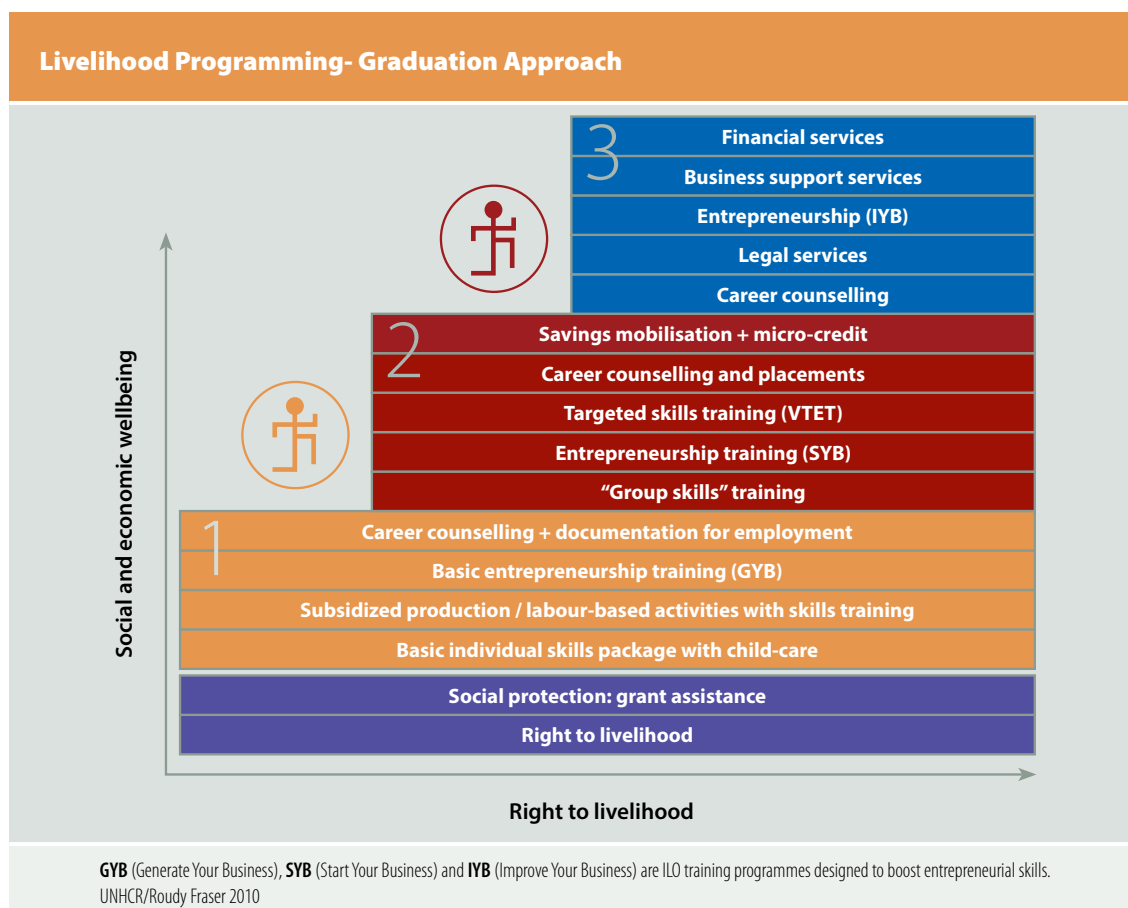 Livelihood Programming- Graduation Approach
3
Financial services
Business support services
Entrepreneurship (IYB)
Legal services
Career counselling
2
Savings mobilisation + micro-credit
Career counselling and placements
Targeted skills training (VTET)
Entrepreneurship training (SYB)
“Group skills” training
1
Career counselling + documentation for employment
Basic entrepreneurship training (GYB)
Subsidized production / labour-based activities with skills training
Basic individual skills package with child-care
Social protection: grant assistance
Right to livelihood
Social and economic wellbeing
Right to livelihood
GYB (Generate Your Business), SYB (Start Your Business) and IYB (Improve Your Business) are ILO training programmes designed to boost entrepreneurial skills.
UNHCR/Roudy Fraser 2010